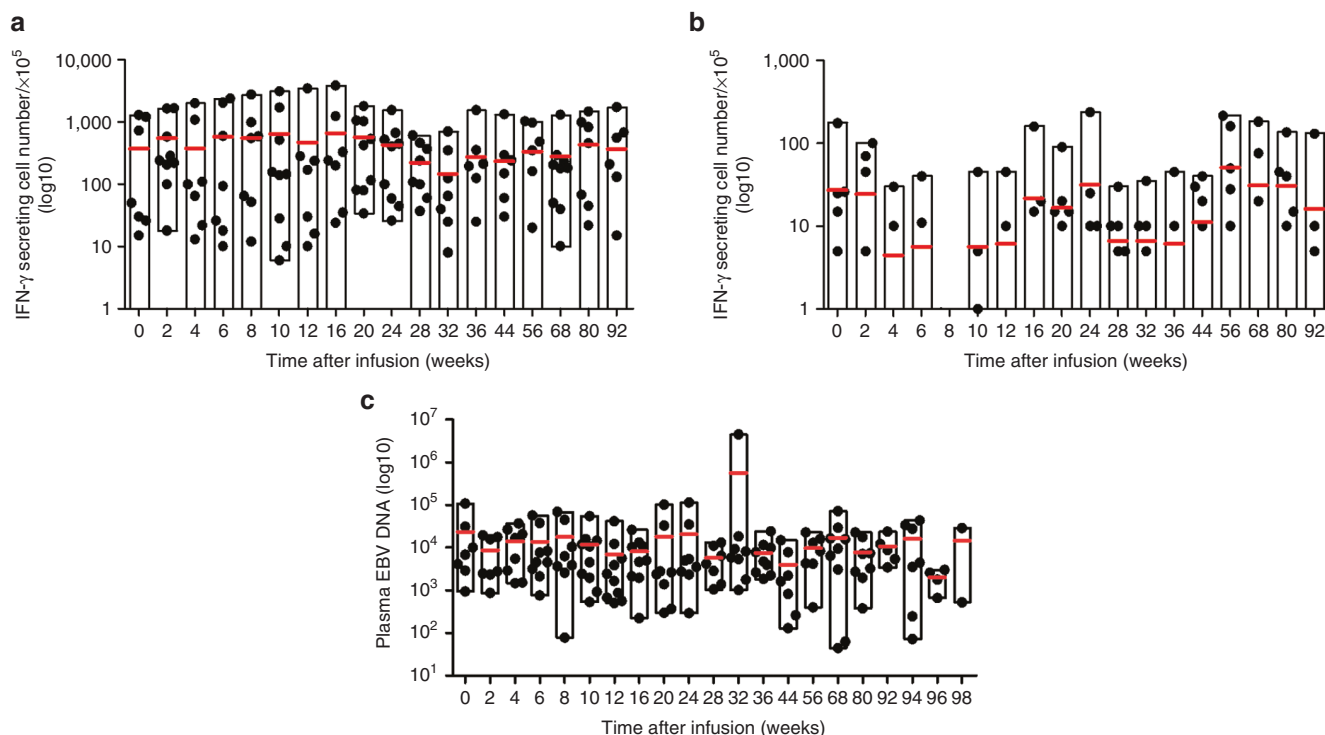 a
IFN-γ secreting cell number/×10⁵
(log10)
10,000
1,000
100
10
1
0 2 4 6 8 10 12 16 20 24 28 32 36 44 56 68 80 92
Time after infusion (weeks)
b
IFN-γ secreting cell number/×10⁵
(log10)
1,000
100
10
1
0 2 4 6 8 10 12 16 20 24 28 32 36 44 56 68 80 92
Time after infusion (weeks)
c
Plasma EBV DNA (log10)
10⁷
10⁶
10⁵
10⁴
10³
10²
10¹
0 2 4 6 8 10 12 16 20 24 28 32 36 44 56 68 80 92 94 96 98
Time after infusion (weeks)